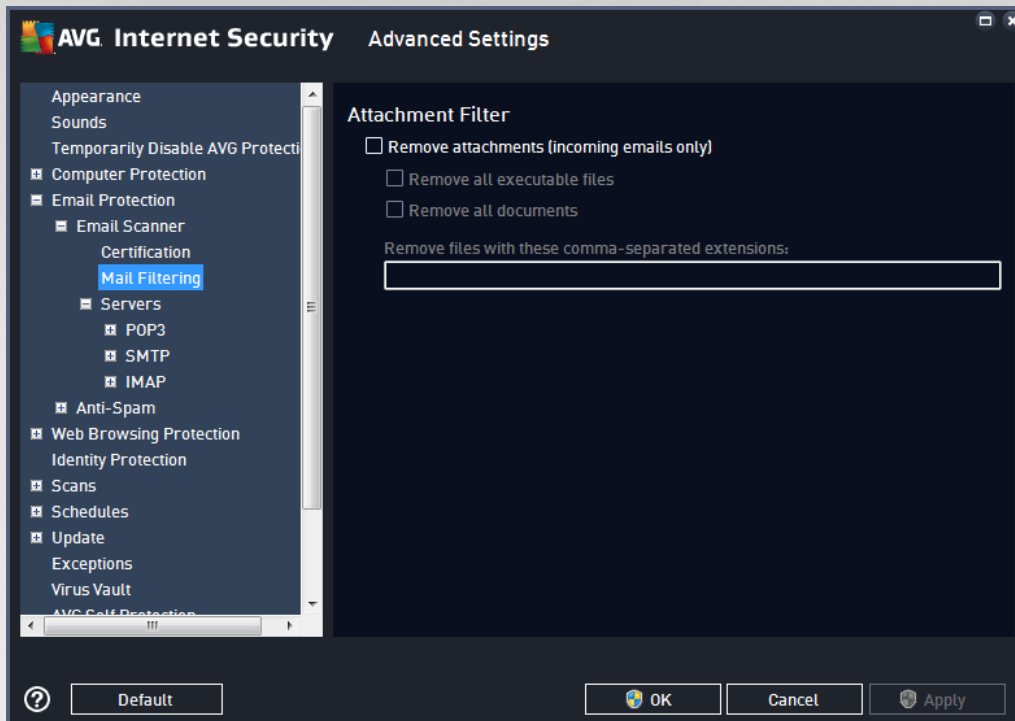 AVG Internet Security Advanced Settings
Appearance
Sounds
Temporarily Disable AVG Protecti
Computer Protection
Email Protection
Email Scanner
Certification
Mail Filtering
Servers
POP3
SMTP
IMAP
Anti-Spam
Web Browsing Protection
Identity Protection
Scans
Schedules
Update
Exceptions
Virus Vault
AVG Self Protection
Attachment Filter
Remove attachments (incoming emails only)
Remove all executable files
Remove all documents
Remove files with these comma-separated extensions:
? Default OK Cancel Apply